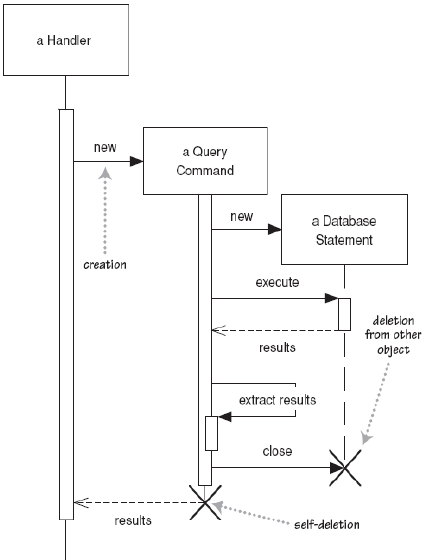 a Handler
new
a Query
Command
creation
new
a Database
Statement
execute
deletion
from other
object
results
extract results
close
results
self-deletion